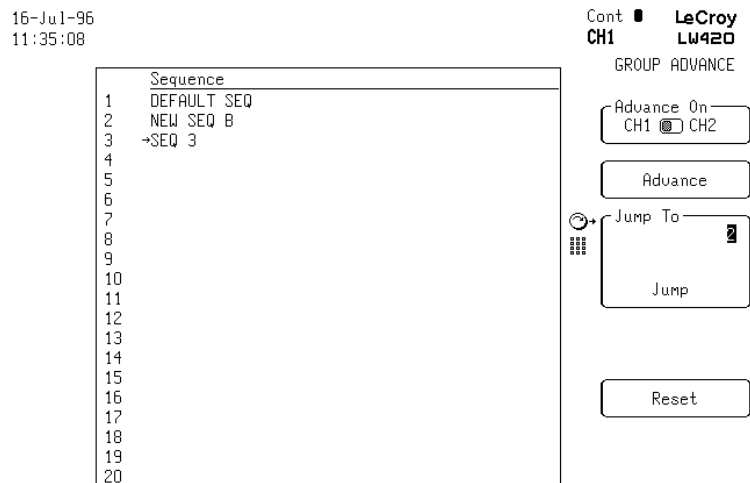 16-Jul-96
11:35:08
Cont
CH1
LeCroy
LW420
GROUP ADVANCE
Sequence
1 DEFAULT SEQ
2 NEW SEQ B
3 →SEQ 3
4
5
6
7
8
9
10
11
12
13
14
15
16
17
18
19
20
Advance On
CH1 CH2
Advance
Jump To
2
Jump
Reset